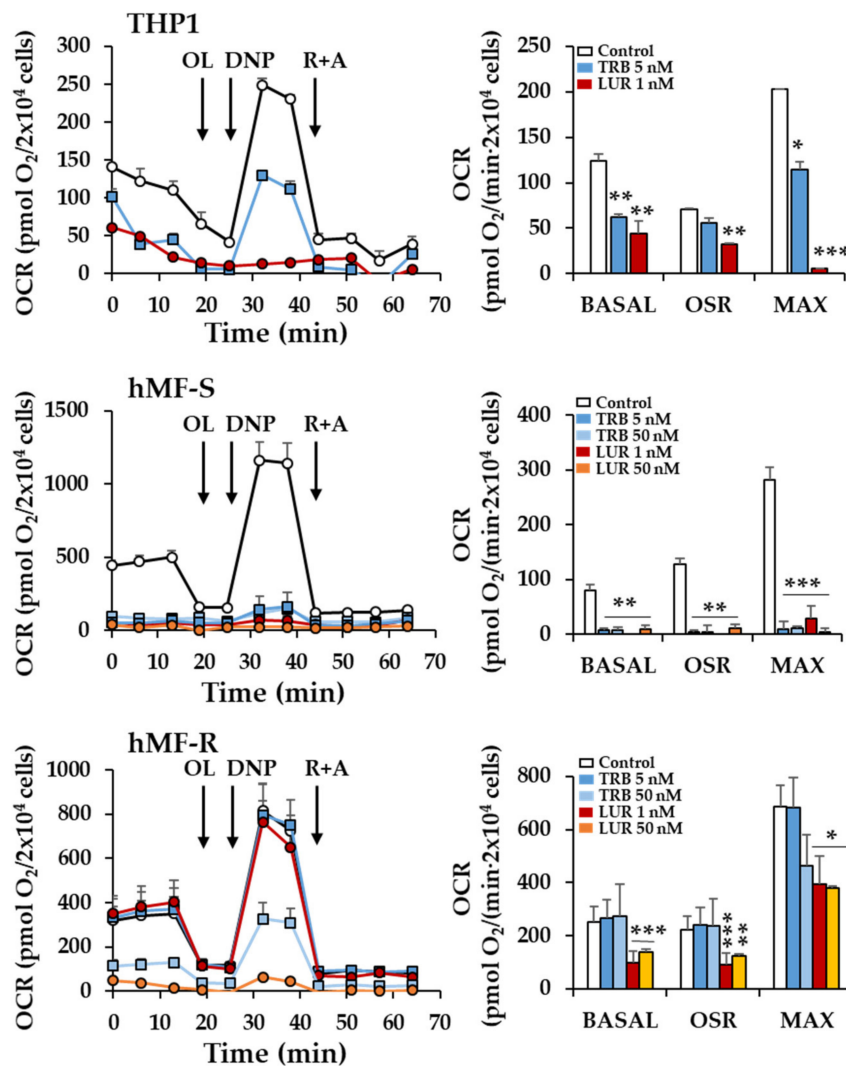 THP1
OCR (pmol O₂/2x10⁴ cells)
300
250
200
150
100
50
0
OL
DNP
R+A
0 10 20 30 40 50 60 70
Time (min)
OCR
(pmol O₂/(min·2x10⁴ cells)
250
200
150
100
50
0
Control
TRB 5 nM
LUR 1 nM
**
**
**
*
***
BASAL OSR MAX
hMF-S
OCR (pmol O₂/2x10⁴ cells)
1500
1000
500
0
OL
DNP
R+A
0 10 20 30 40 50 60 70
Time (min)
OCR
(pmol O₂/(min·2x10⁴ cells)
400
300
200
100
0
Control
TRB 5 nM
TRB 50 nM
LUR 1 nM
LUR 50 nM
**
**
***
BASAL OSR MAX
hMF-R
OCR (pmol O₂/2x10⁴ cells)
1000
800
600
400
200
0
OL
DNP
R+A
0 10 20 30 40 50 60 70
Time (min)
OCR
(pmol O₂/(min·2x10⁴ cells)
800
600
400
200
0
Control
TRB 5 nM
TRB 50 nM
LUR 1 nM
LUR 50 nM
***
***
**
*
BASAL OSR MAX